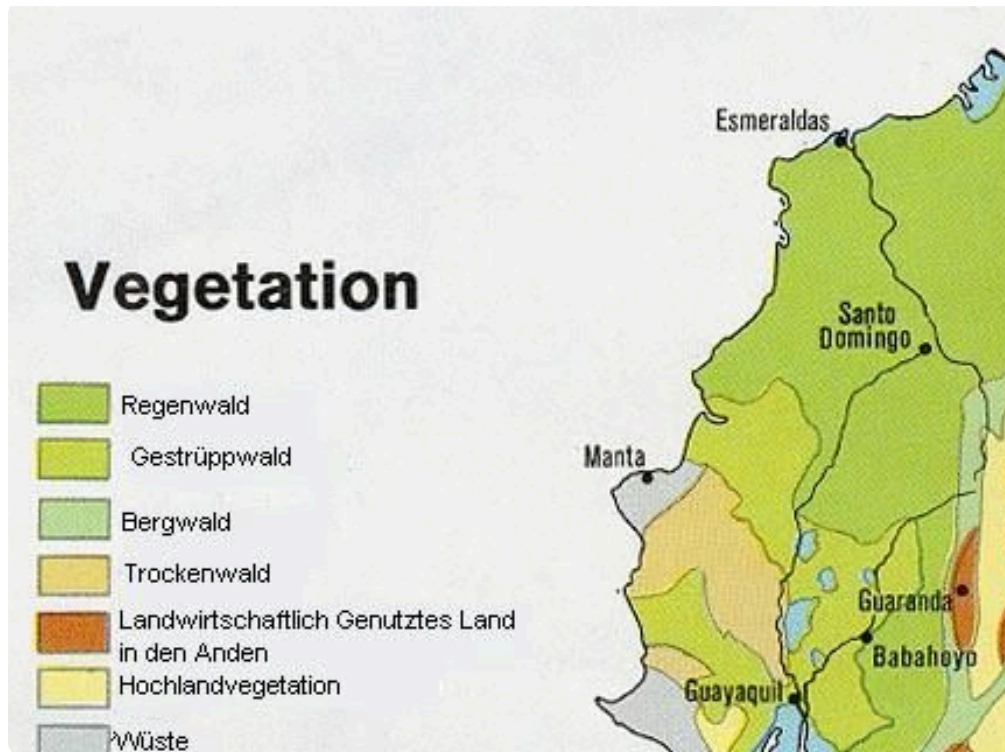 Esmeraldas
Vegetation
Santo
Domingo
Regenwald
Gestrüppwald
Manta
Bergwald
Trockenwald
Guaranda
Landwirtschaftlich Genutztes Land
in den Anden
Babahoyo
Hochlandvegetation
Guayaquil
Wüste